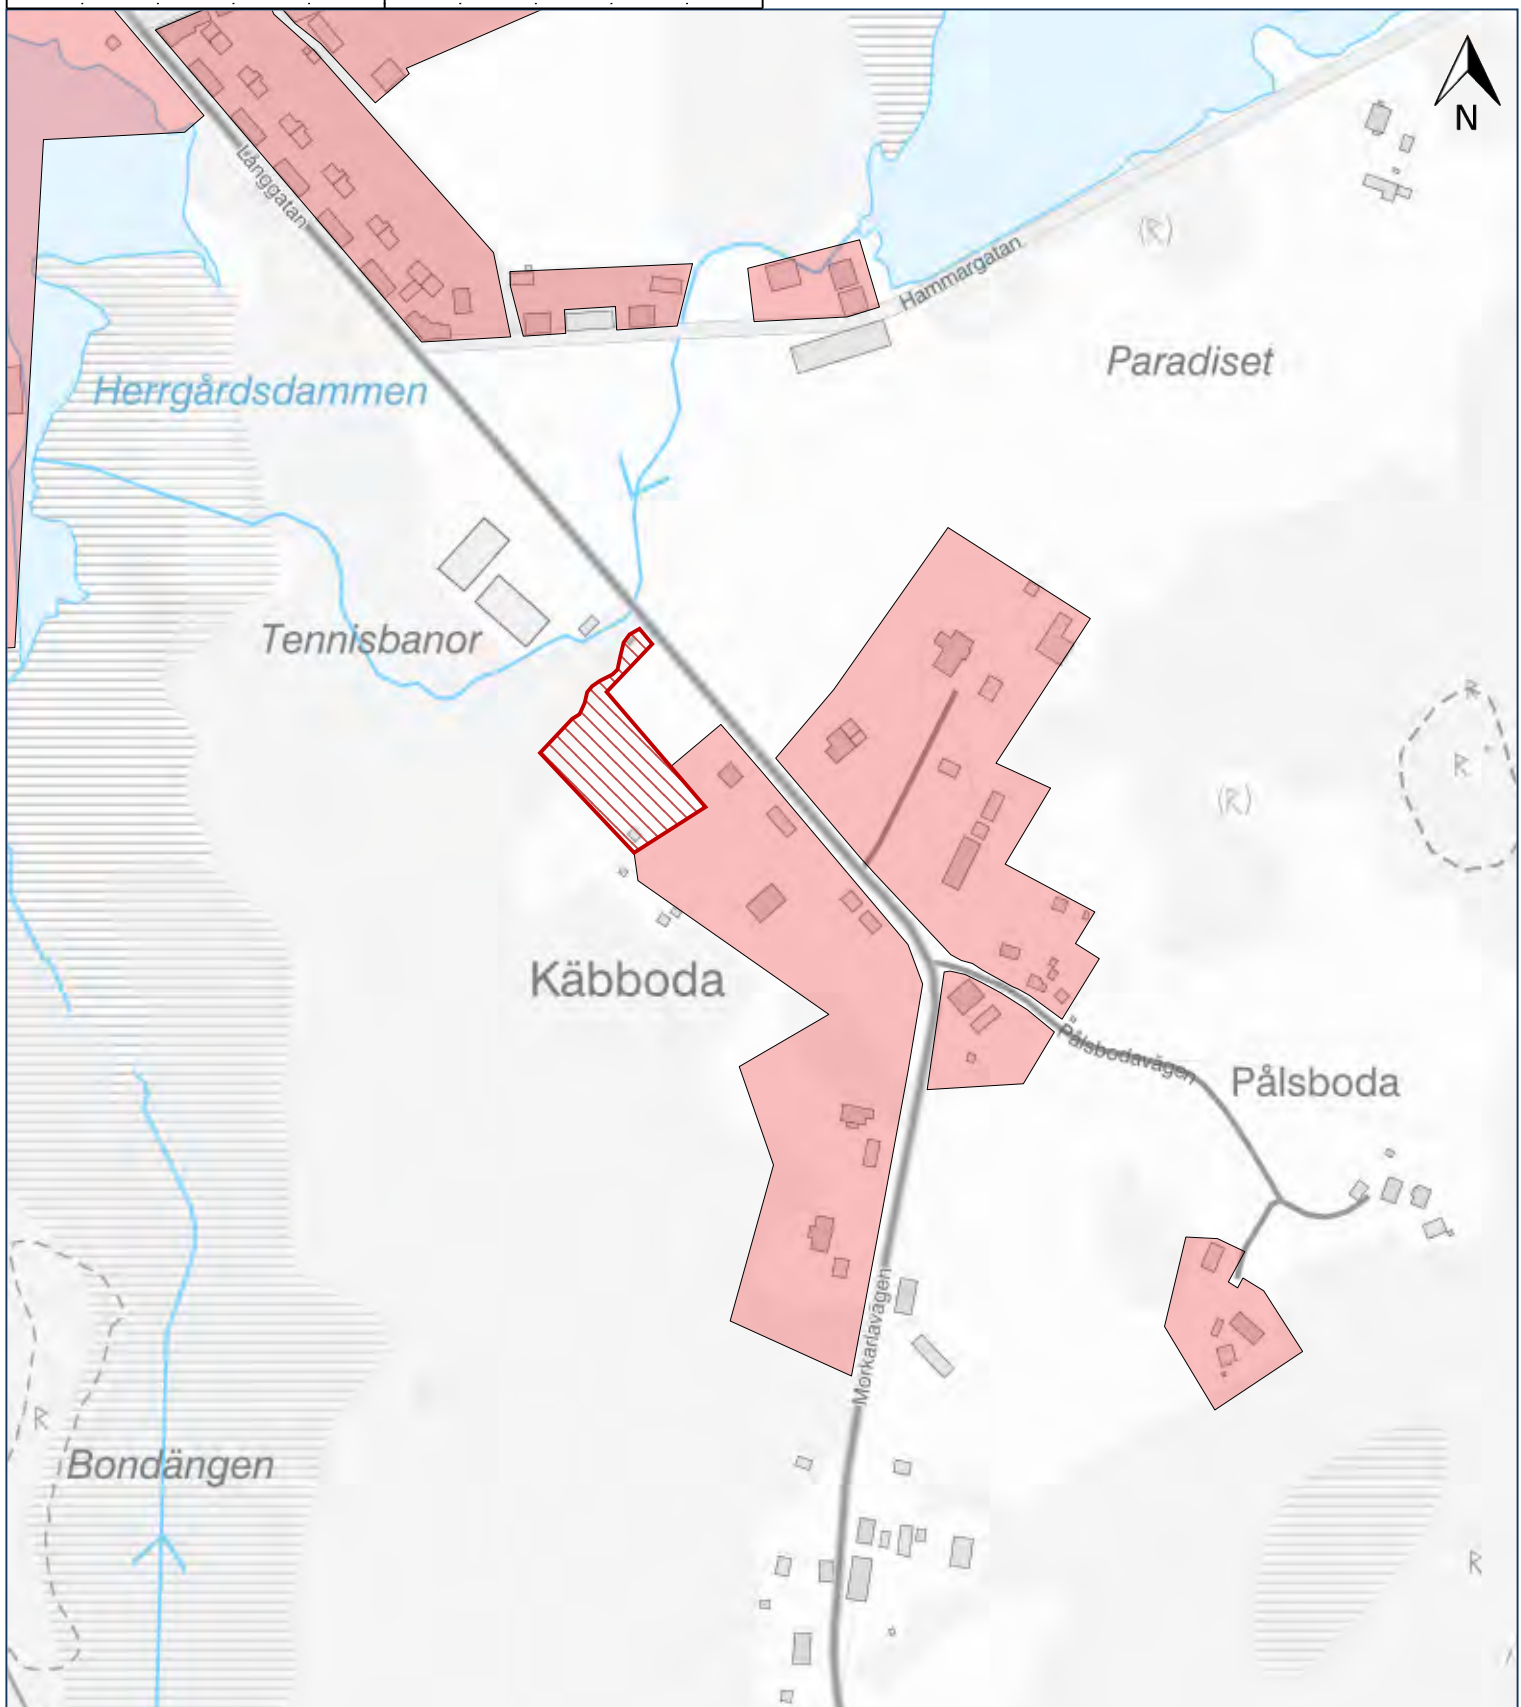 N
Långgatan
(R)
Hammargatan
Paradiset
Herrgårdsdammen
Tennisbanor
R
R
(R)
Käbboda
Pålsbodavägen
Pålsboda
Morkarlavägen
R
Bondängen
R